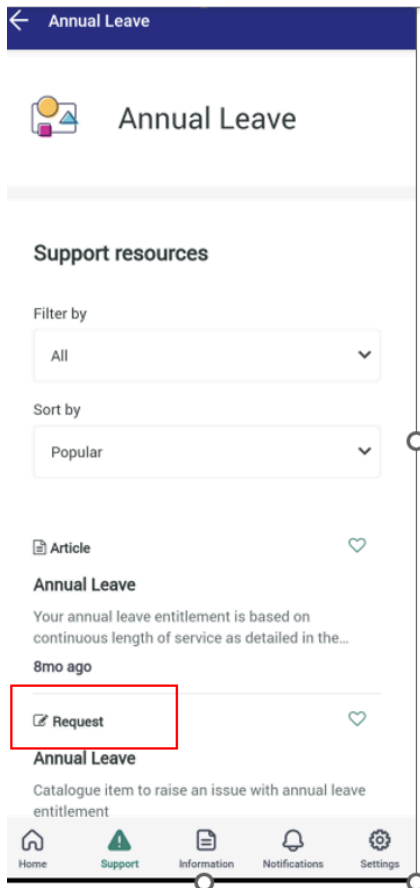 Annual Leave
Annual Leave
Support resources
Filter by
All
Sort by
Popular
Article
Annual Leave
Your annual leave entitlement is based on
continuous length of service as detailed in the...
8mo ago
Request
Annual Leave
Catalogue item to raise an issue with annual leave
entitlement
Home Support Information Notifications Settings